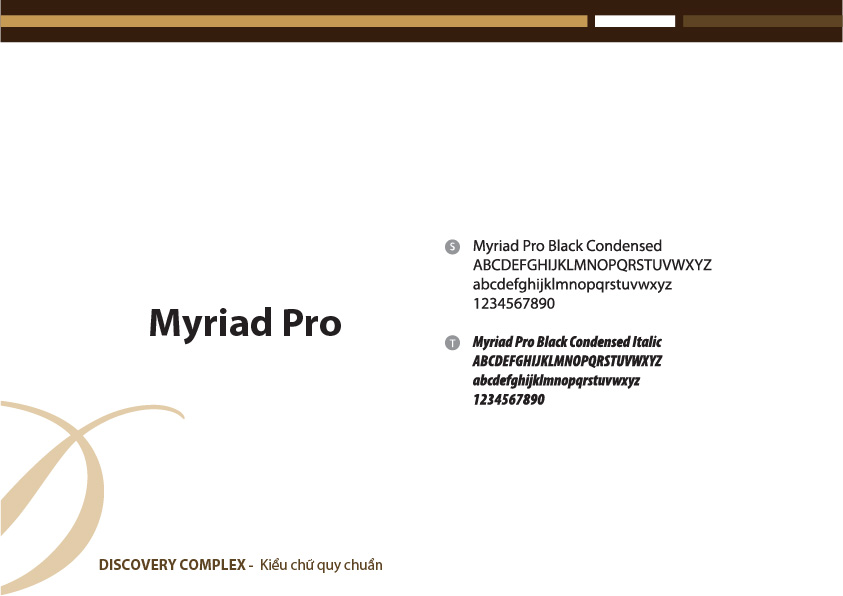 Myriad Pro
S Myriad Pro Black Condensed
ABCDEFGHIJKLMNOPQRSTUVWXYZ
abcdefghijklmnopqrstuvwxyz
1234567890
T Myriad Pro Black Condensed Italic
ABCDEFGHIJKLMNOPQRSTUVWXYZ
abcdefghijklmnopqrstuvwxyz
1234567890
DISCOVERY COMPLEX - Kiểu chữ quy chuẩn